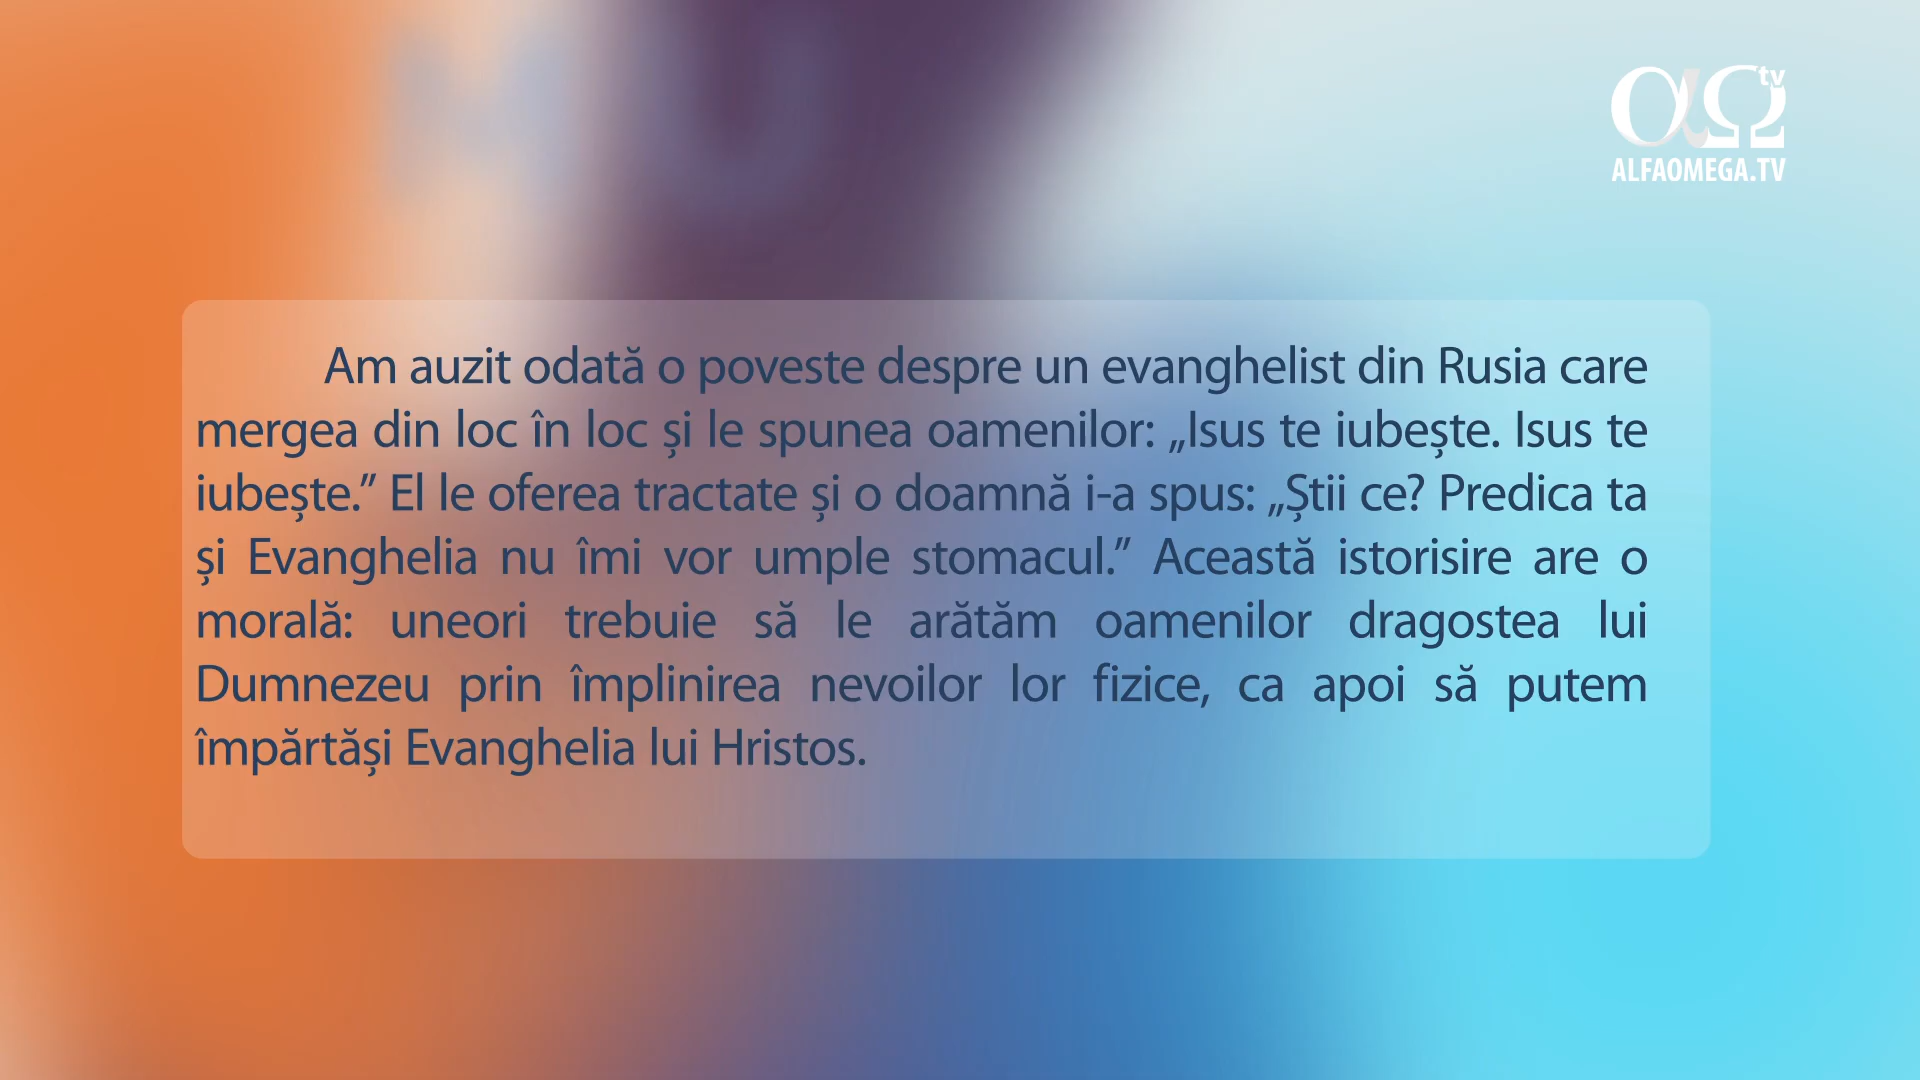 tv
αΩ
ALFAOMEGA.TV
Am auzit odată o poveste despre un evanghelist din Rusia care
mergea din loc în loc și le spunea oamenilor: „Isus te iubește. Isus te
iubește.” El le oferea tractate și o doamnă i-a spus: „Știi ce? Predica ta
și Evanghelia nu îmi vor umple stomacul.” Această istorisire are o
morală: uneori trebuie să le arătăm oamenilor dragostea lui
Dumnezeu prin împlinirea nevoilor lor fizice, ca apoi să putem
împărtăși Evanghelia lui Hristos.